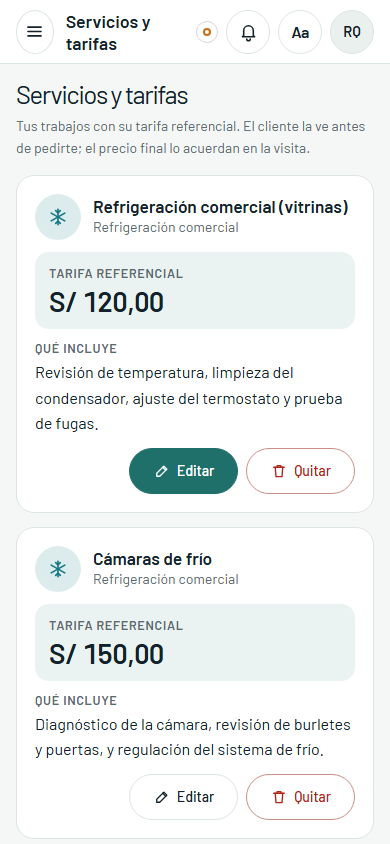 Servicios y
tarifas
Aa
RQ
Servicios y tarifas
Tus trabajos con su tarifa referencial. El cliente la ve antes
de pedirte; el precio final lo acuerdan en la visita.
Refrigeración comercial (vitrinas)
Refrigeración comercial
TARIFA REFERENCIAL
S/ 120,00
QUÉ INCLUYE
Revisión de temperatura, limpieza del
condensador, ajuste del termostato y prueba
de fugas.
Editar
Quitar
Cámaras de frío
Refrigeración comercial
TARIFA REFERENCIAL
S/ 150,00
QUÉ INCLUYE
Diagnóstico de la cámara, revisión de burletes
y puertas, y regulación del sistema de frío.
Editar
Quitar